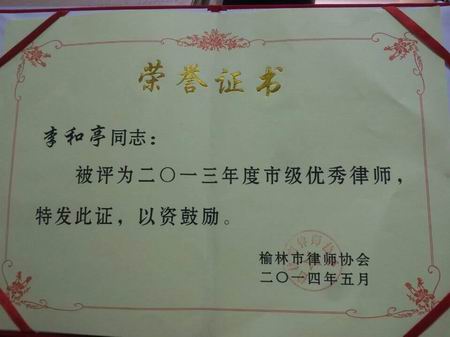 荣誉证书
李和亭同志：
被评为二〇一三年度市级优秀律师，
特发此证，以资鼓励。
榆林市律师协会
二〇一四年五月